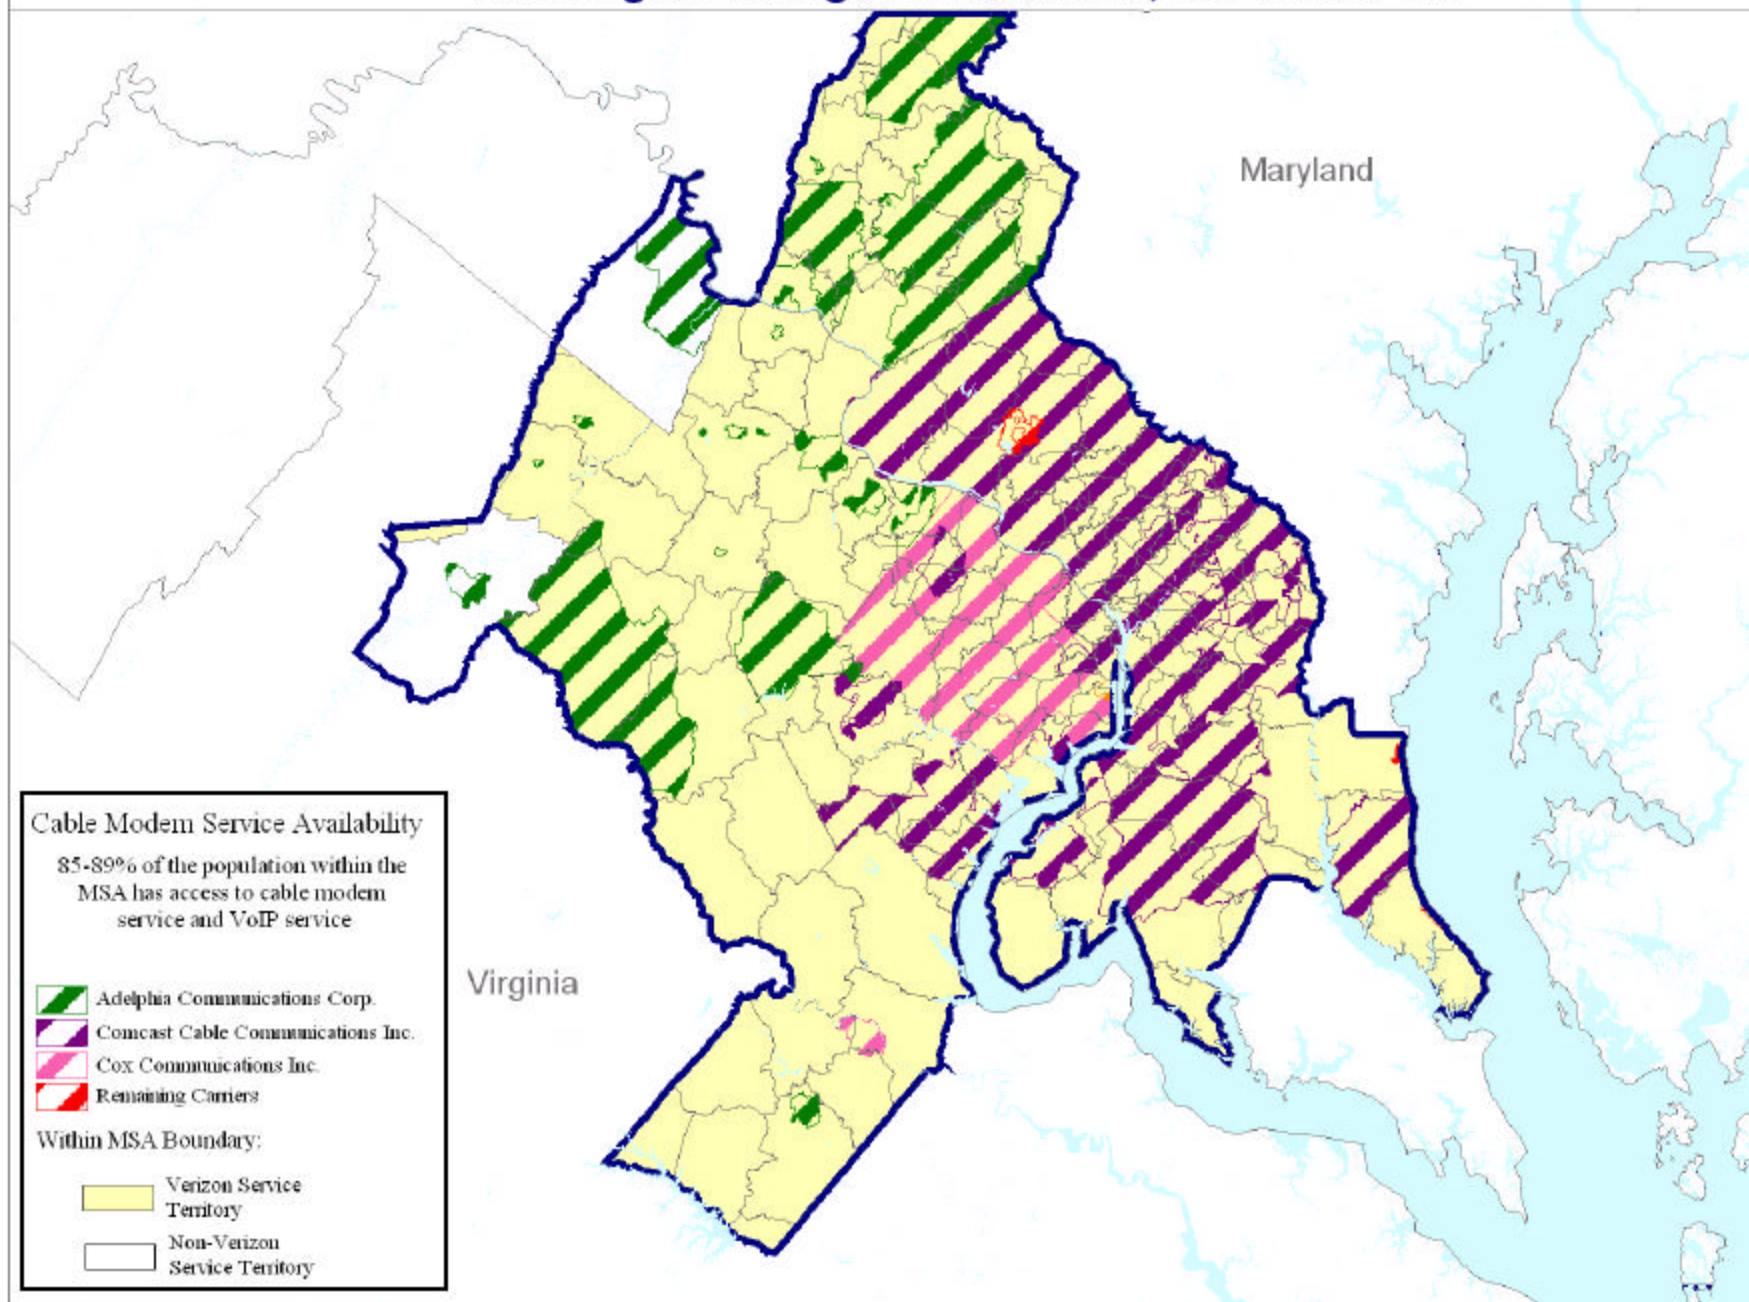 Maryland
Virginia
Cable Modem Service Availability
85-89% of the population within the
MSA has access to cable modem
service and VoIP service
Adelphia Communications Corp.
Comcast Cable Communications Inc.
Cox Communications Inc.
Remaining Carriers
Within MSA Boundary:
Verizon Service
Territory
Non-Verizon
Service Territory